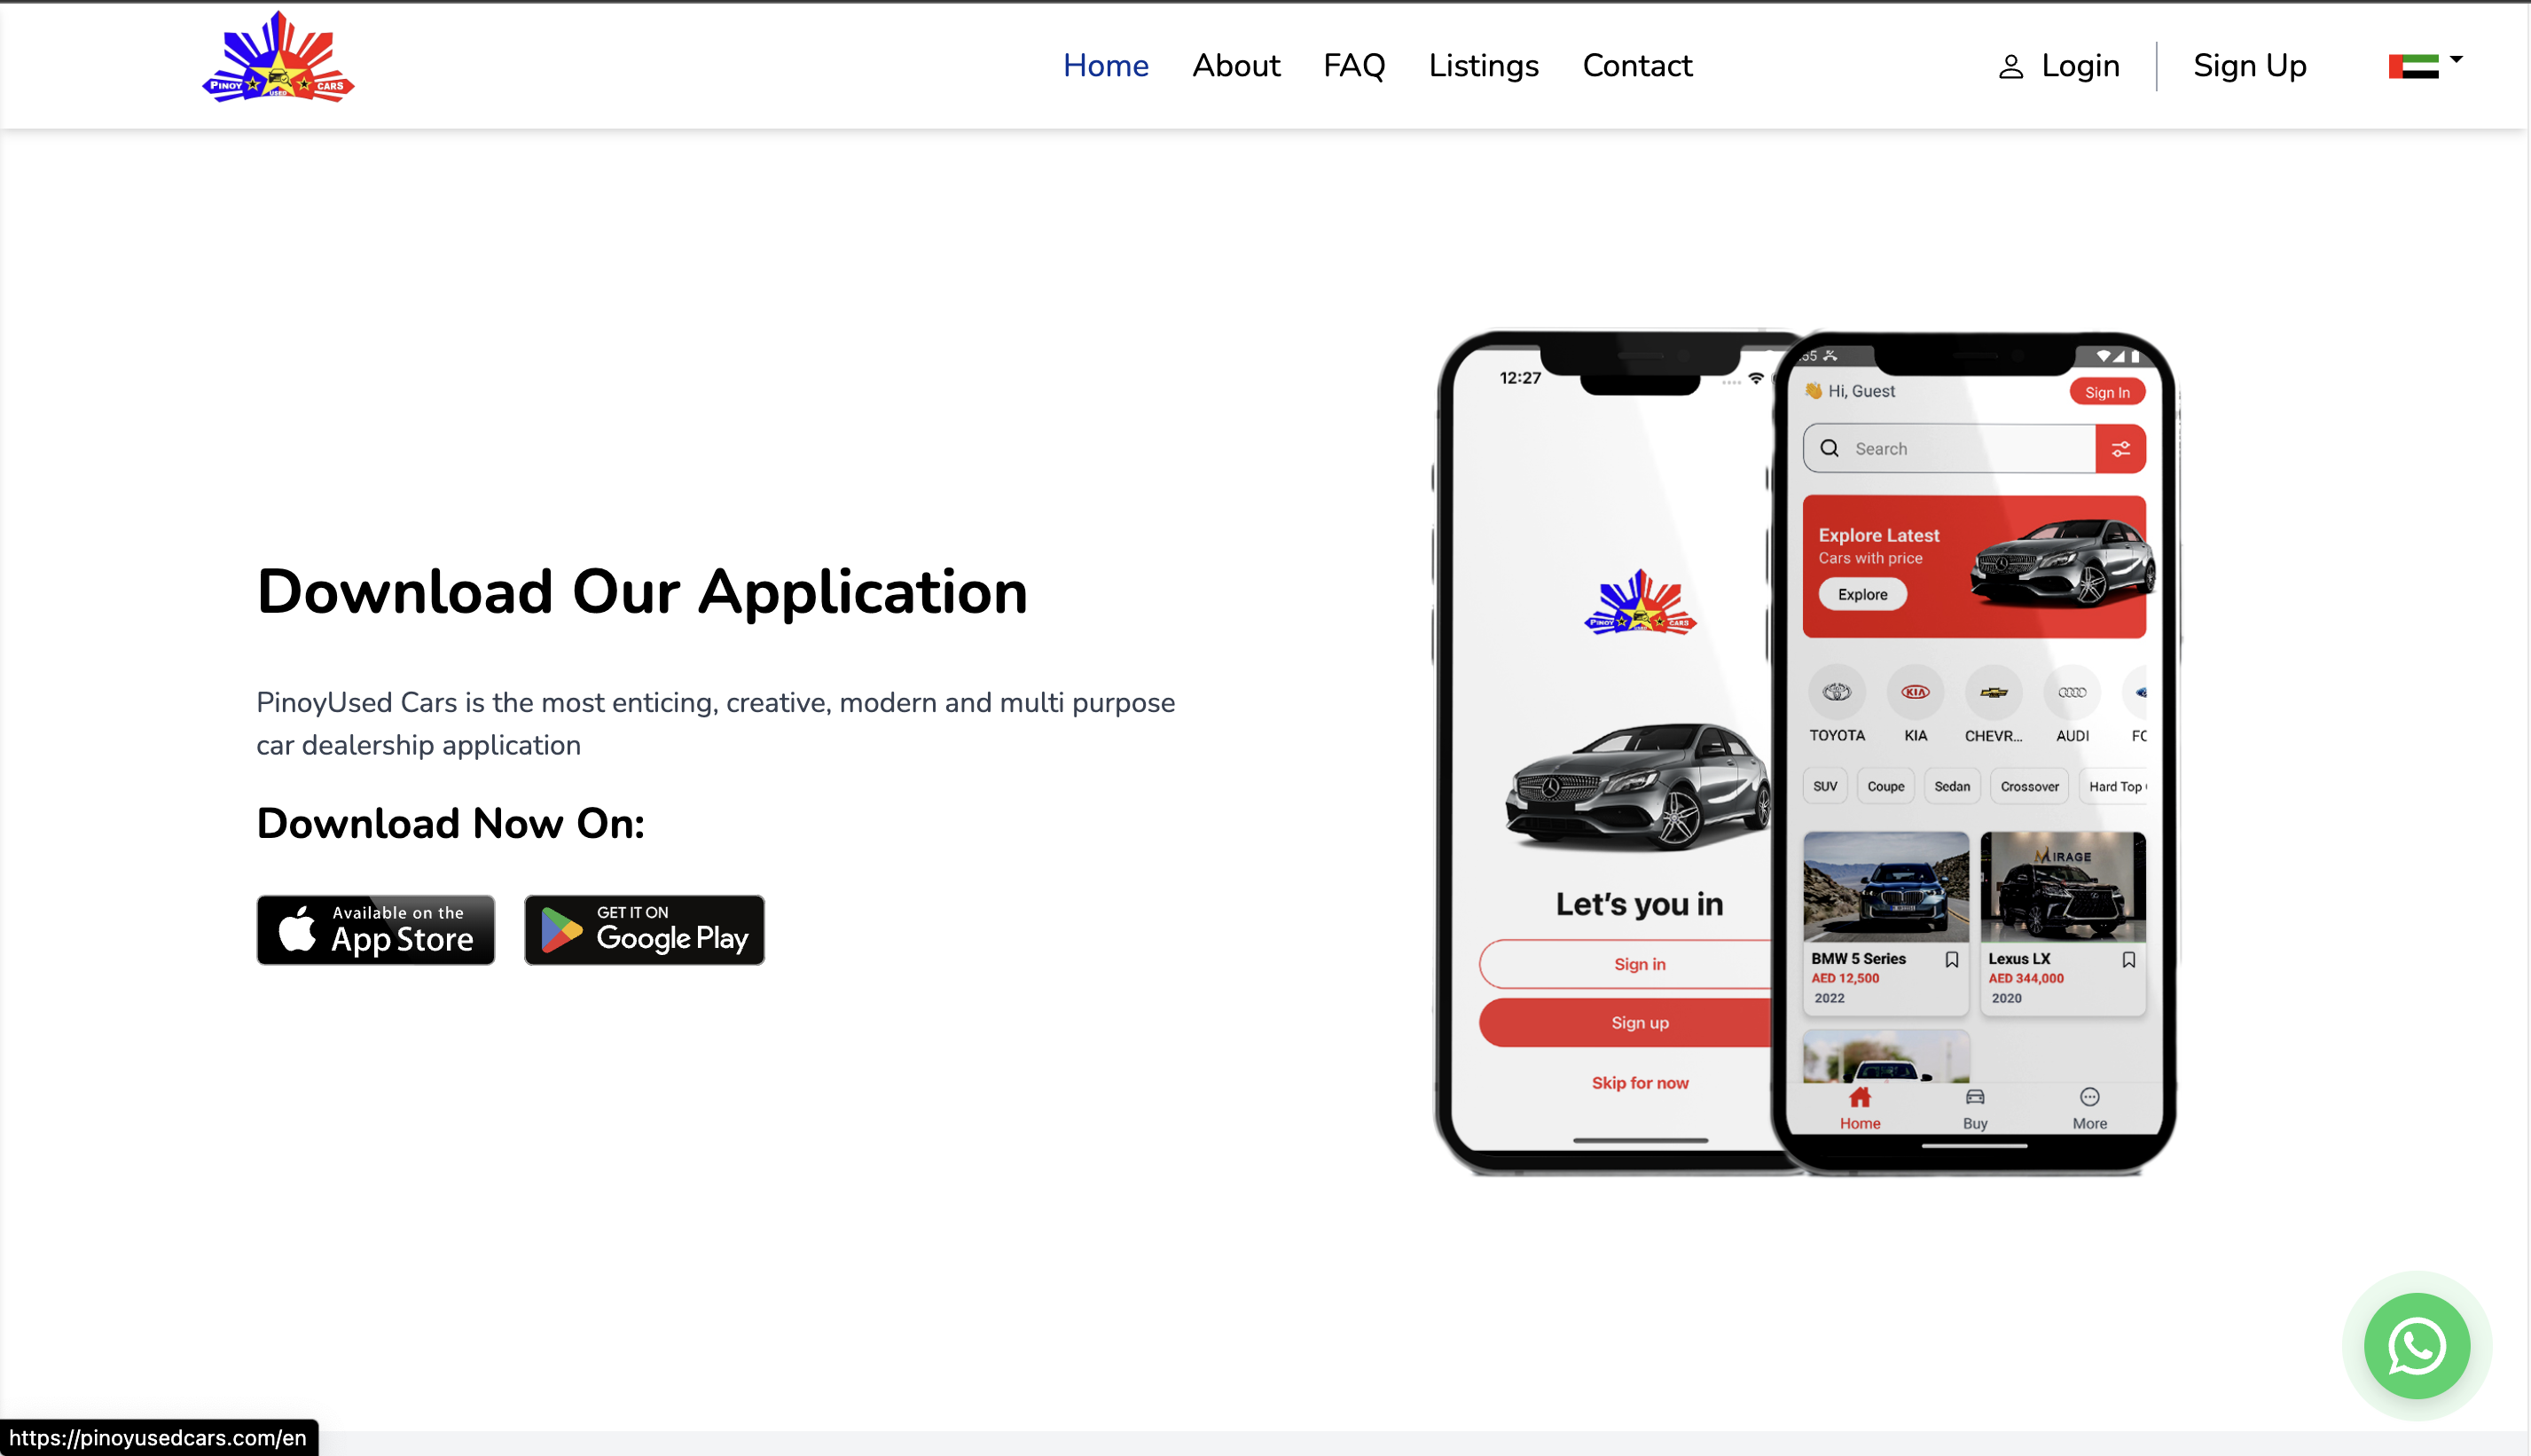 PINOY
USED
CARS
Home
About
FAQ
Listings
Contact
Login
Sign Up
Download Our Application
PinoyUsed Cars is the most enticing, creative, modern and multi purpose
car dealership application
Download Now On:
Available on the
App Store
GET IT ON
Google Play
12:27
PINOY
CARS
Let's you in
Sign in
Sign up
Skip for now
:55
Hi, Guest
Sign In
Search
Explore Latest
Cars with price
Explore
KIA
TOYOTA
KIA
CHEVR...
AUDI
FO
SUV
Coupe
Sedan
Crossover
Hard Top
MIRAGE
BMW 5 Series
AED 12,500
2022
Lexus LX
AED 344,000
2020
Home
Buy
More
https://pinoyusedcars.com/en